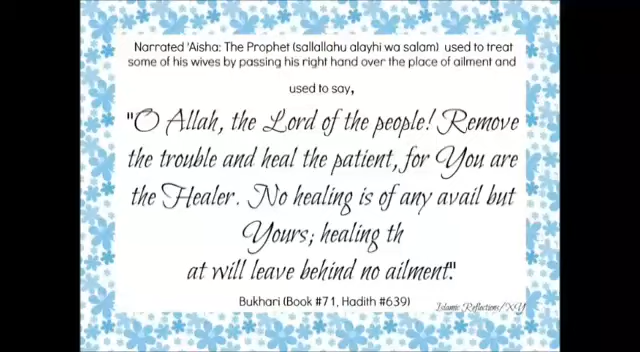 Narrated 'Aisha: The Prophet (sallallahu alayhi wa salam) used to treat
some of his wives by passing his right hand over the place of ailment and
used to say,
"O Allah, the Lord of the people! Remove
the trouble and heal the patient, for You are
the Healer. No healing is of any avail but
Yours; healing th
at will leave behind no ailment".
Bukhari (Book #71, Hadith #639)
Islamic Reflections/XY